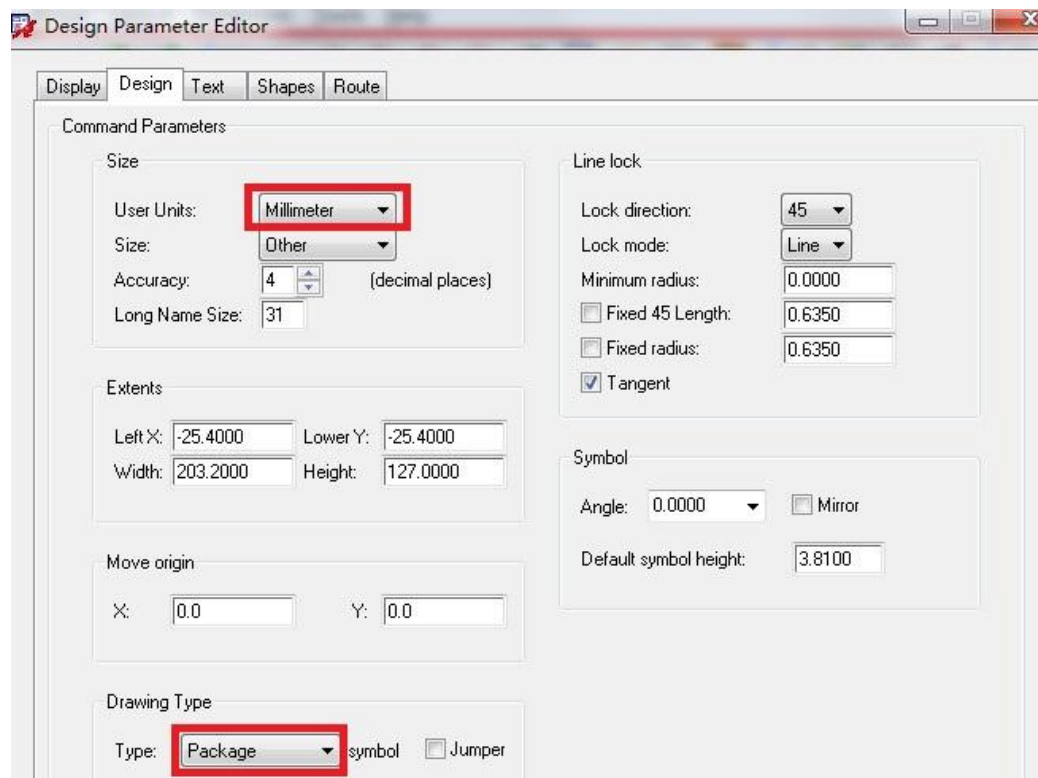 Design Parameter Editor
Display Design Text Shapes Route
Command Parameters
Size
User Units: Millimeter
Size: Other
Accuracy: 4 (decimal places)
Long Name Size: 31
Extents
Left X: -25.4000 Lower Y: -25.4000
Width: 203.2000 Height: 127.0000
Move origin
X: 0.0 Y: 0.0
Drawing Type
Type: Package symbol Jumper
Line lock
Lock direction: 45
Lock mode: Line
Minimum radius: 0.0000
Fixed 45 Length: 0.6350
Fixed radius: 0.6350
Tangent
Symbol
Angle: 0.0000 Mirror
Default symbol height: 3.8100